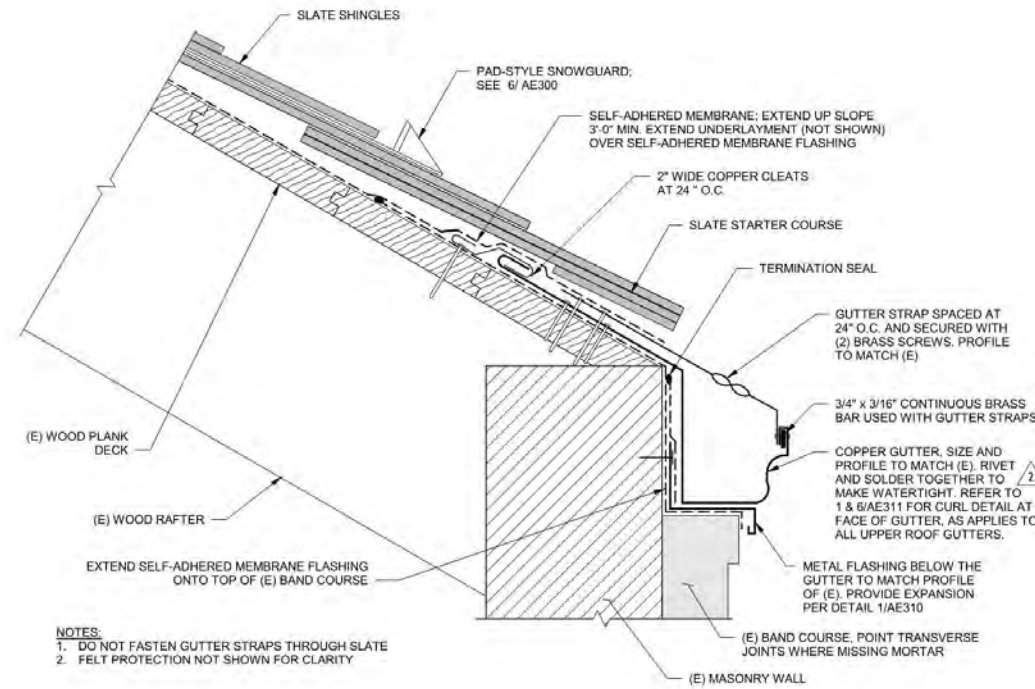 SLATE SHINGLES
PAD-STYLE SNOWGUARD;
SEE 6/ AE300
SELF-ADHERED MEMBRANE; EXTEND UP SLOPE
3'-0" MIN. EXTEND UNDERLAYMENT (NOT SHOWN)
OVER SELF-ADHERED MEMBRANE FLASHING
2" WIDE COPPER CLEATS
AT 24 " O.C.
SLATE STARTER COURSE
TERMINATION SEAL
GUTTER STRAP SPACED AT
24" O.C. AND SECURED WITH
(2) BRASS SCREWS. PROFILE
TO MATCH (E)
3/4" x 3/16" CONTINUOUS BRASS
BAR USED WITH GUTTER STRAPS
COPPER GUTTER, SIZE AND
PROFILE TO MATCH (E). RIVET
AND SOLDER TOGETHER TO
MAKE WATERTIGHT. REFER TO
1 & 6/AE311 FOR CURL DETAIL AT
FACE OF GUTTER, AS APPLIES TO
ALL UPPER ROOF GUTTERS.
2
METAL FLASHING BELOW THE
GUTTER TO MATCH PROFILE
OF (E). PROVIDE EXPANSION
PER DETAIL 1/AE310
(E) BAND COURSE, POINT TRANSVERSE
JOINTS WHERE MISSING MORTAR
(E) MASONRY WALL
(E) WOOD PLANK
DECK
(E) WOOD RAFTER
EXTEND SELF-ADHERED MEMBRANE FLASHING
ONTO TOP OF (E) BAND COURSE
NOTES:
1. DO NOT FASTEN GUTTER STRAPS THROUGH SLATE
2. FELT PROTECTION NOT SHOWN FOR CLARITY